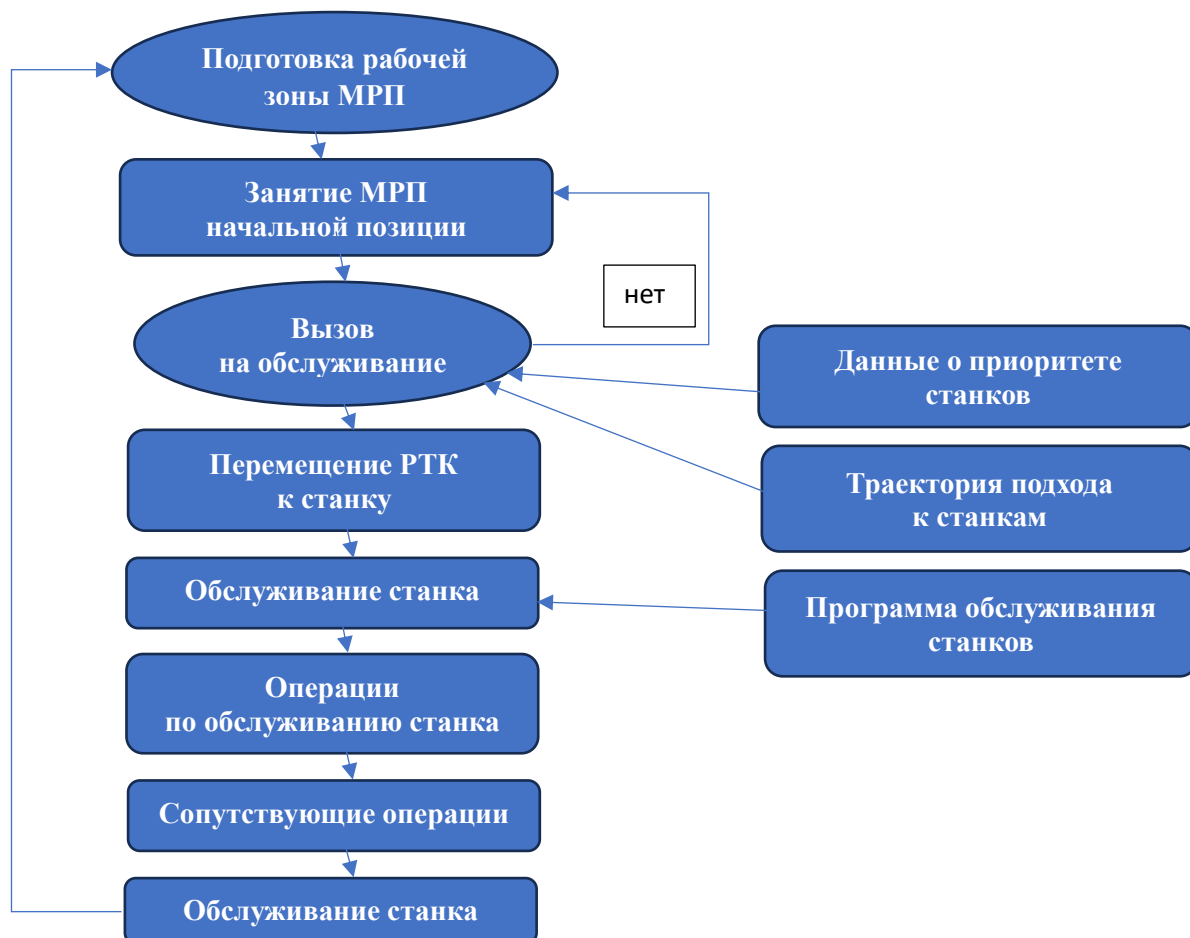 Подготовка рабочей
зоны МРП
Занятие МРП
начальной позиции
нет
Вызов
на обслуживание
Данные о приоритете
станков
Перемещение РТК
к станку
Траектория подхода
к станкам
Обслуживание станка
Программа обслуживания
станков
Операции
по обслуживанию станка
Сопутствующие операции
Обслуживание станка